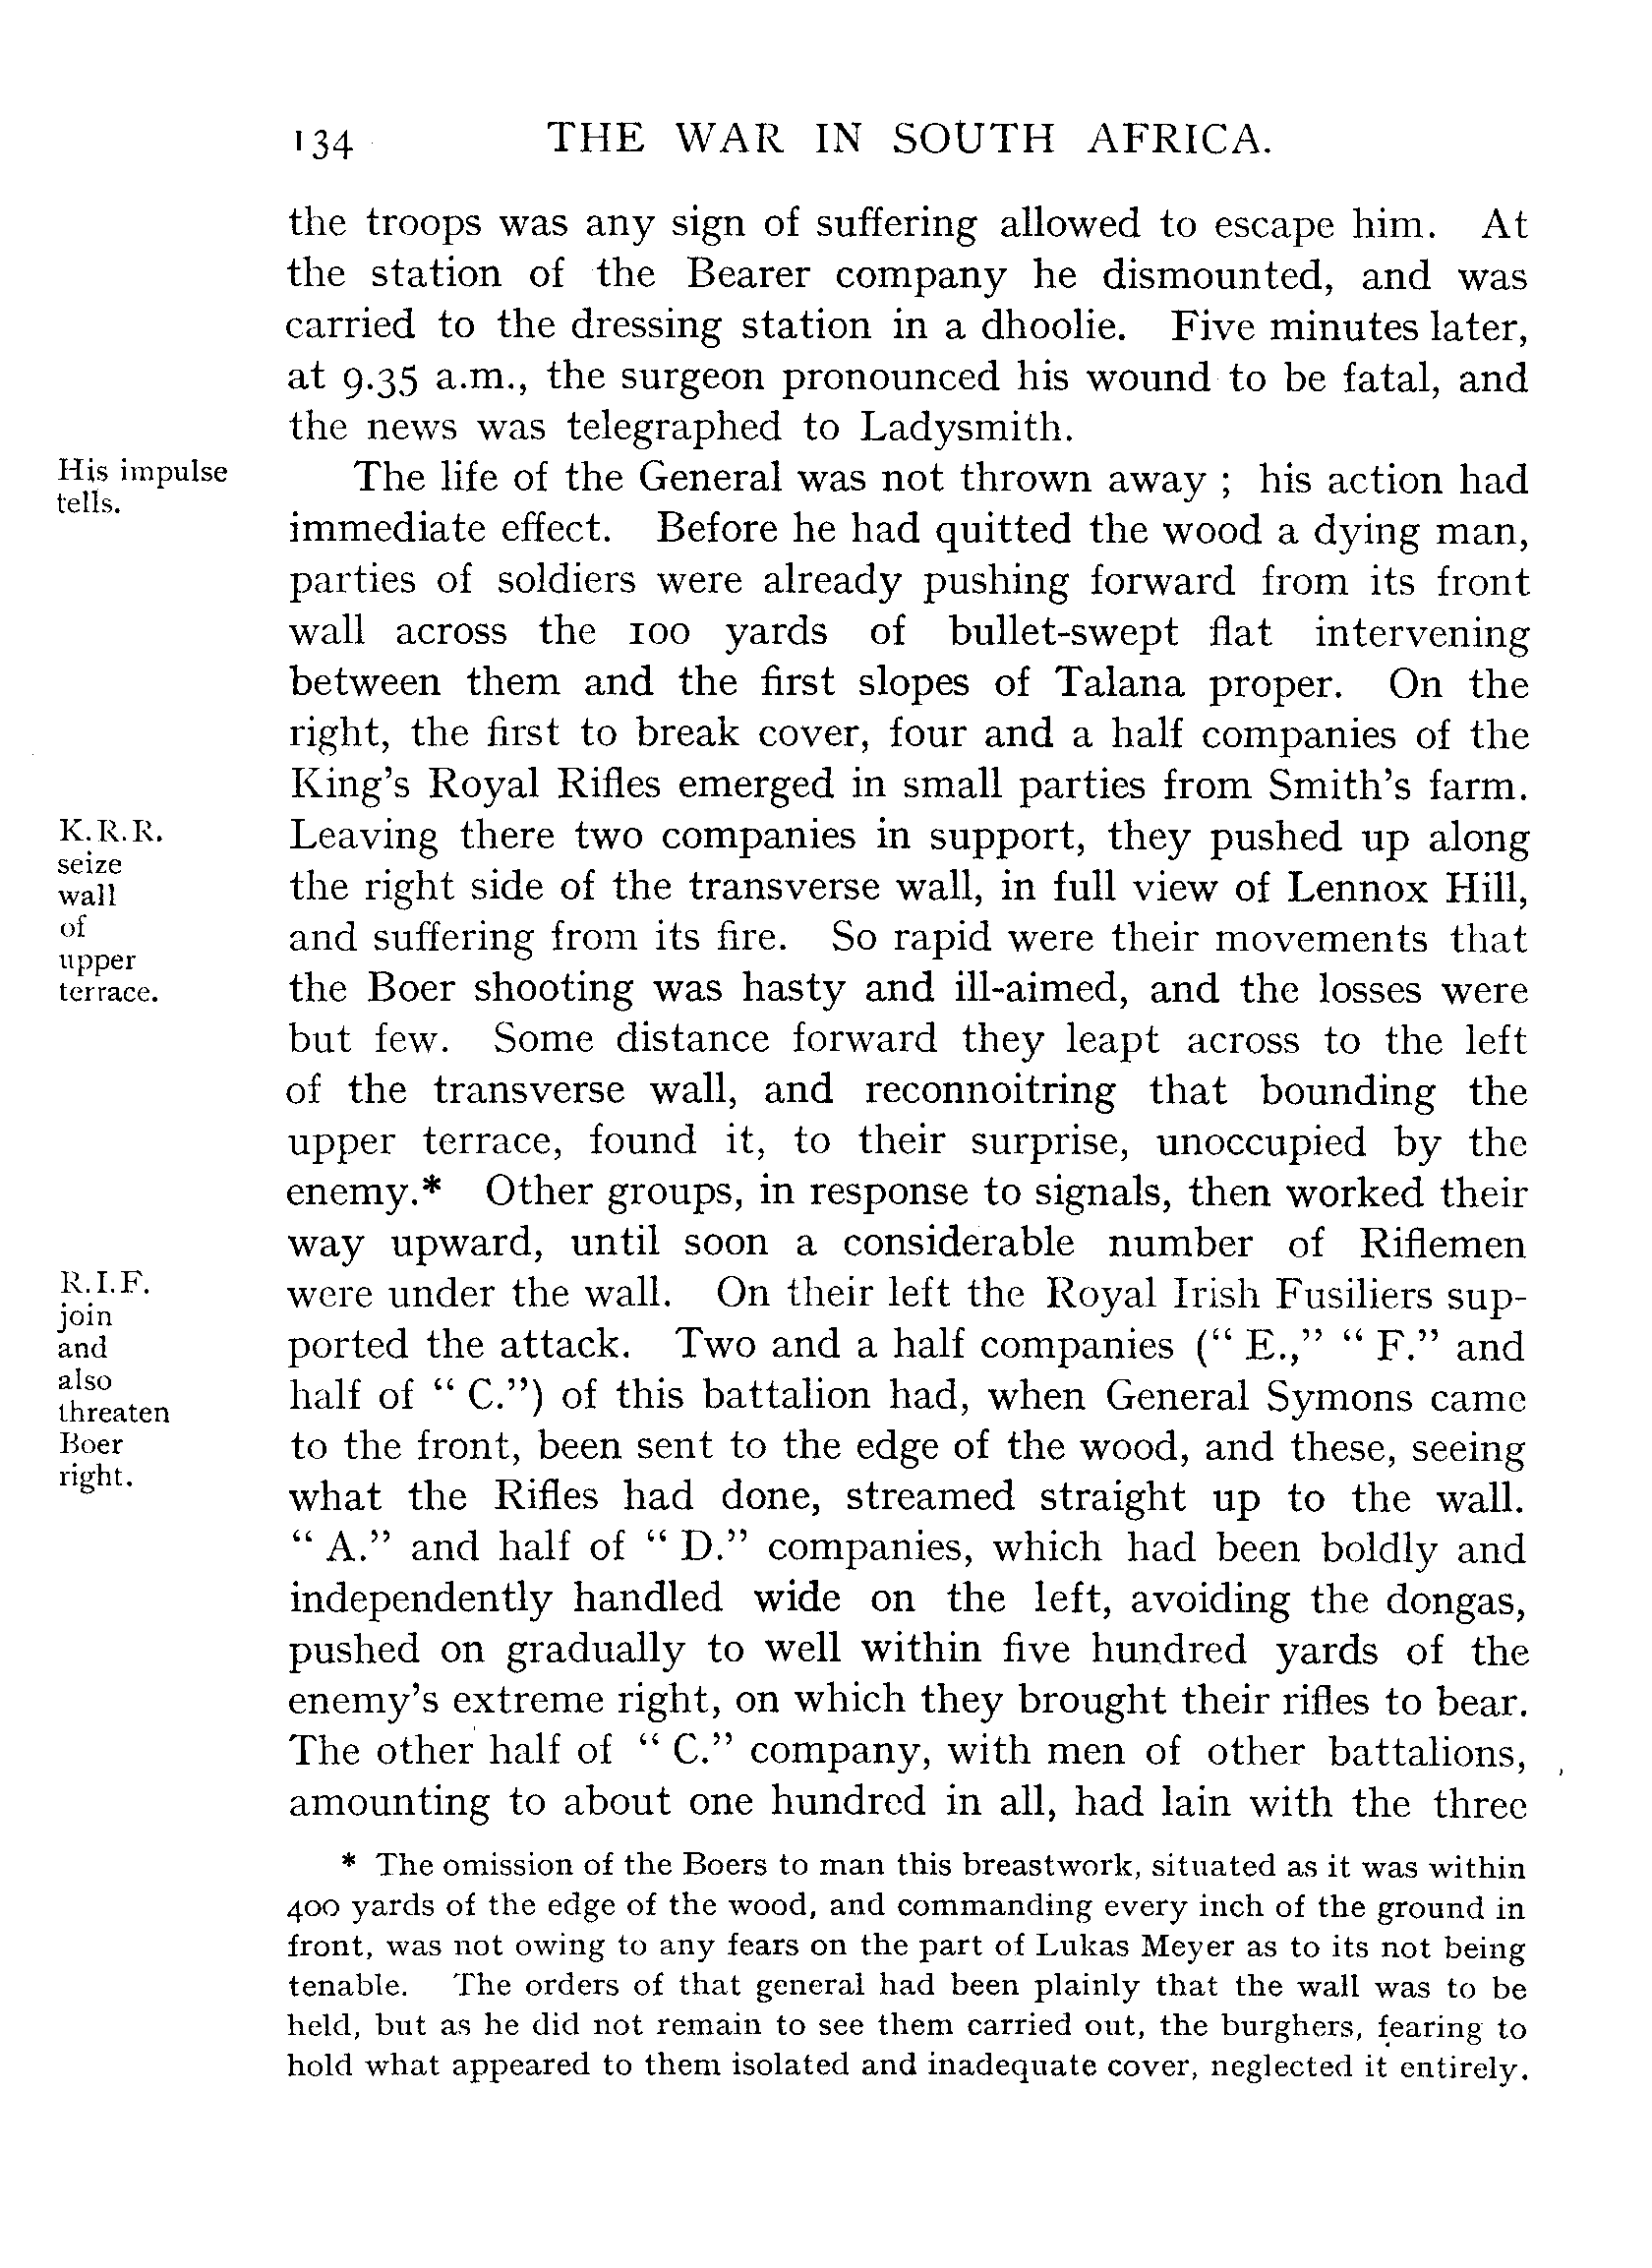 134 THE WAR IN SOUTH AFRICA.
the troops was any sign of suffering allowed to escape him. At
the station of the Bearer company he dismounted, and was
carried to the dressing station in a dhoolie. Five minutes later,
at 9.35 a.m., the surgeon pronounced his wound to be fatal, and
the news was telegraphed to Ladysmith.
His impulse
tells.
The life of the General was not thrown away ; his action had
immediate effect. Before he had quitted the wood a dying man,
parties of soldiers were already pushing forward from its front
wall across the 100 yards of bullet-swept flat intervening
between them and the first slopes of Talana proper. On the
right, the first to break cover, four and a half companies of the
King's Royal Rifles emerged in small parties from Smith's farm.
K.R.R.
seize
wall
of
upper
terrace.
Leaving there two companies in support, they pushed up along
the right side of the transverse wall, in full view of Lennox Hill,
and suffering from its fire. So rapid were their movements that
the Boer shooting was hasty and ill-aimed, and the losses were
but few. Some distance forward they leapt across to the left
of the transverse wall, and reconnoitring that bounding the
upper terrace, found it, to their surprise, unoccupied by the
enemy.* Other groups, in response to signals, then worked their
way upward, until soon a considerable number of Riflemen
R.I.F.
join
and
also
threaten
Boer
right.
were under the wall. On their left the Royal Irish Fusiliers sup-
ported the attack. Two and a half companies (“ E.,” “ F.” and
half of “ C.”) of this battalion had, when General Symons came
to the front, been sent to the edge of the wood, and these, seeing
what the Rifles had done, streamed straight up to the wall.
“ A.” and half of “ D.” companies, which had been boldly and
independently handled wide on the left, avoiding the dongas,
pushed on gradually to well within five hundred yards of the
enemy's extreme right, on which they brought their rifles to bear.
The other half of “ C.” company, with men of other battalions,
amounting to about one hundred in all, had lain with the three
* The omission of the Boers to man this breastwork, situated as it was within
400 yards of the edge of the wood, and commanding every inch of the ground in
front, was not owing to any fears on the part of Lukas Meyer as to its not being
tenable. The orders of that general had been plainly that the wall was to be
held, but as he did not remain to see them carried out, the burghers, fearing to
hold what appeared to them isolated and inadequate cover, neglected it entirely.